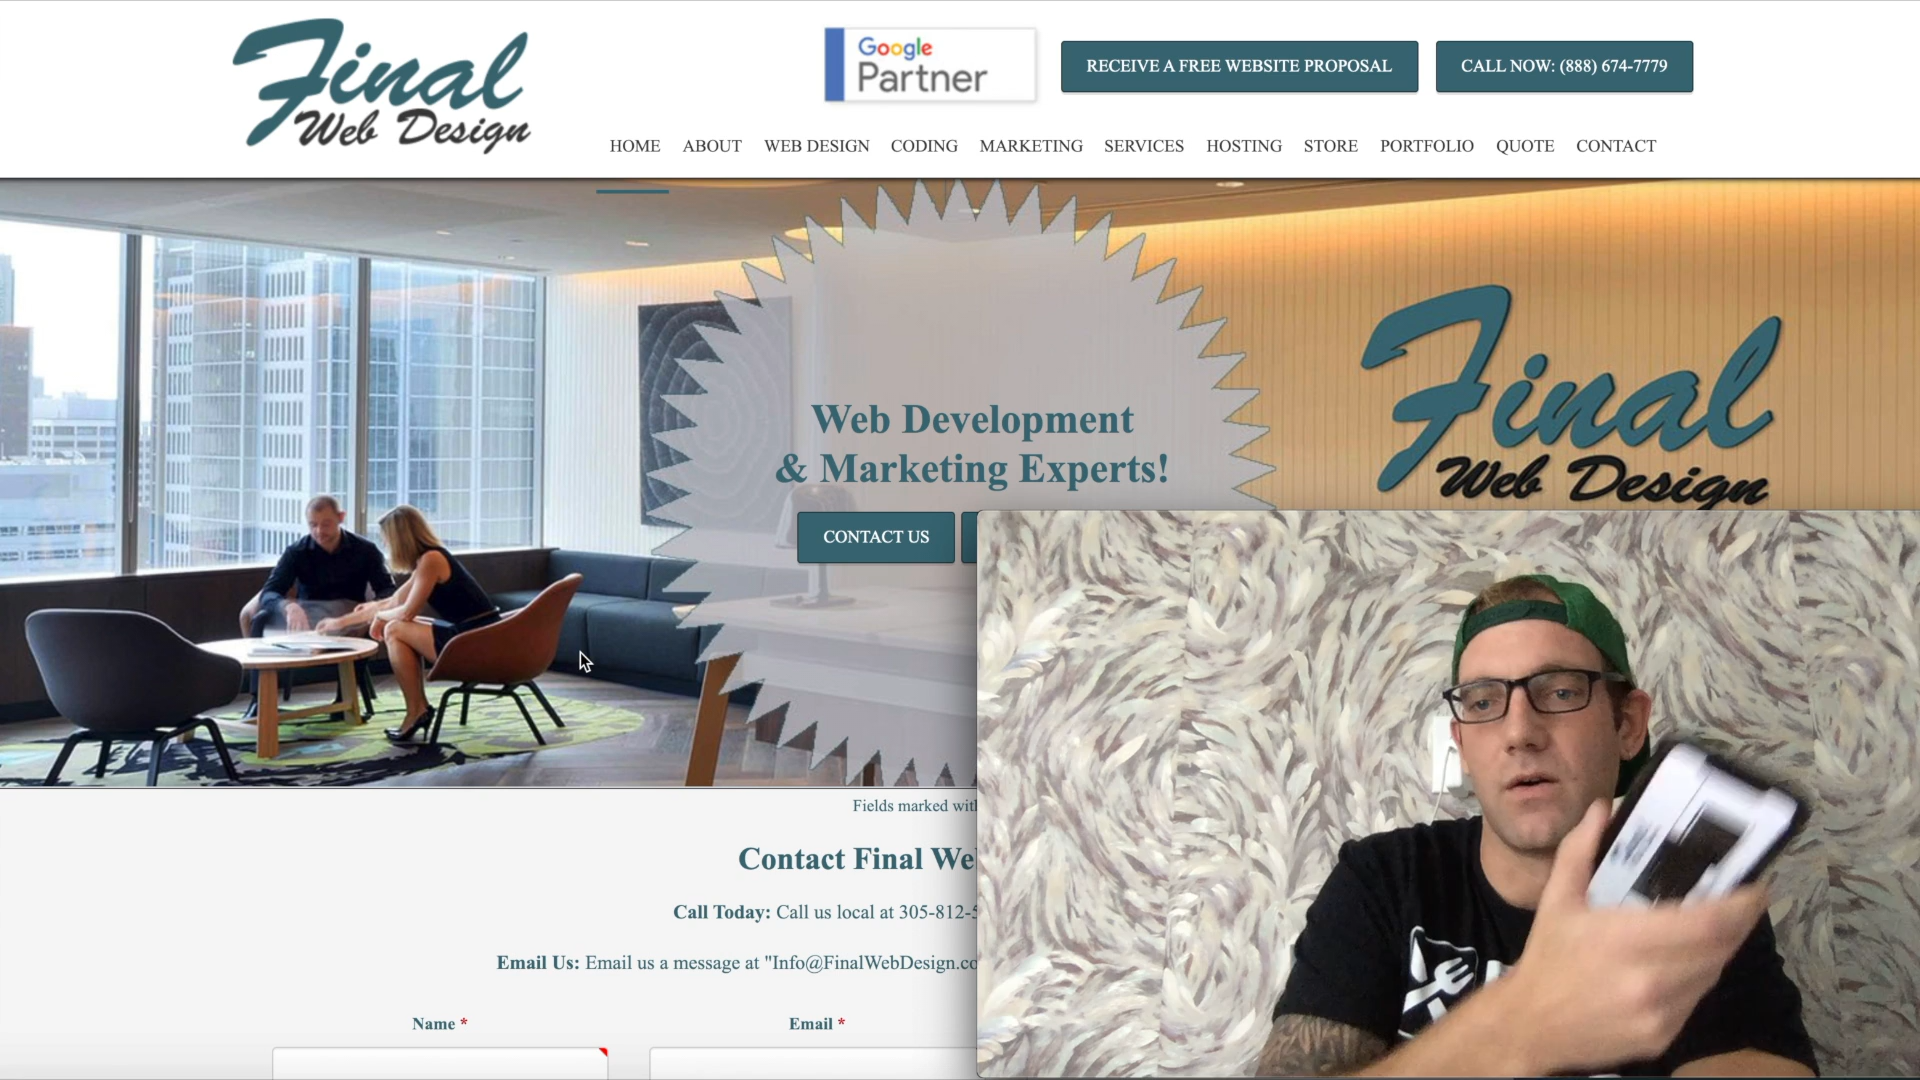 Final
Web Design
Google
Partner
RECEIVE A FREE WEBSITE PROPOSAL
CALL NOW: (888) 674-7779
HOME ABOUT WEB DESIGN CODING MARKETING SERVICES HOSTING STORE PORTFOLIO QUOTE CONTACT
Web Development
& Marketing Experts!
Final
Web Design
CONTACT US
Fields marked with
Contact Final We
Call Today: Call us local at 305-812-5
Email Us: Email us a message at "Info@FinalWebDesign.co
Name *
Email *